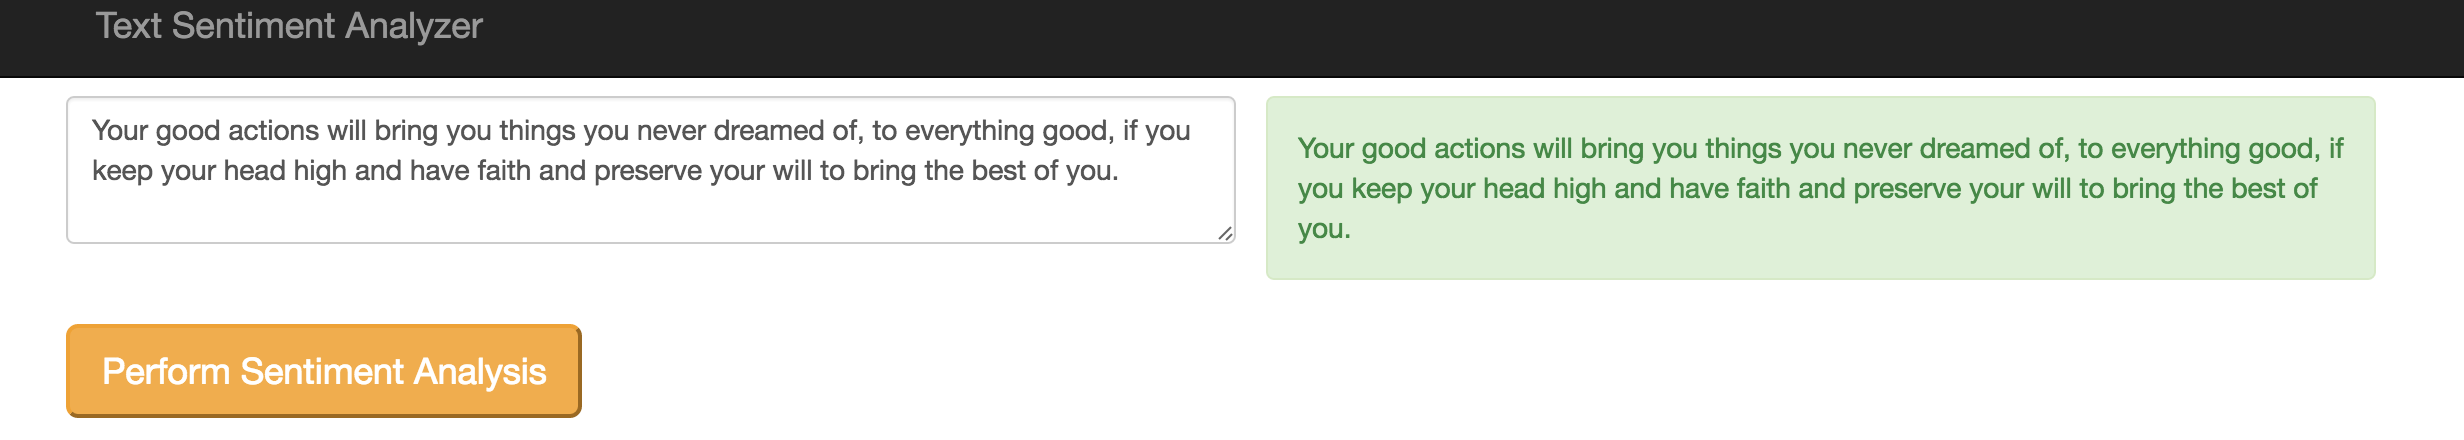 Text Sentiment Analyzer
Your good actions will bring you things you never dreamed of, to everything good, if you
keep your head high and have faith and preserve your will to bring the best of you.
Your good actions will bring you things you never dreamed of, to everything good, if
you keep your head high and have faith and preserve your will to bring the best of
you.
Perform Sentiment Analysis